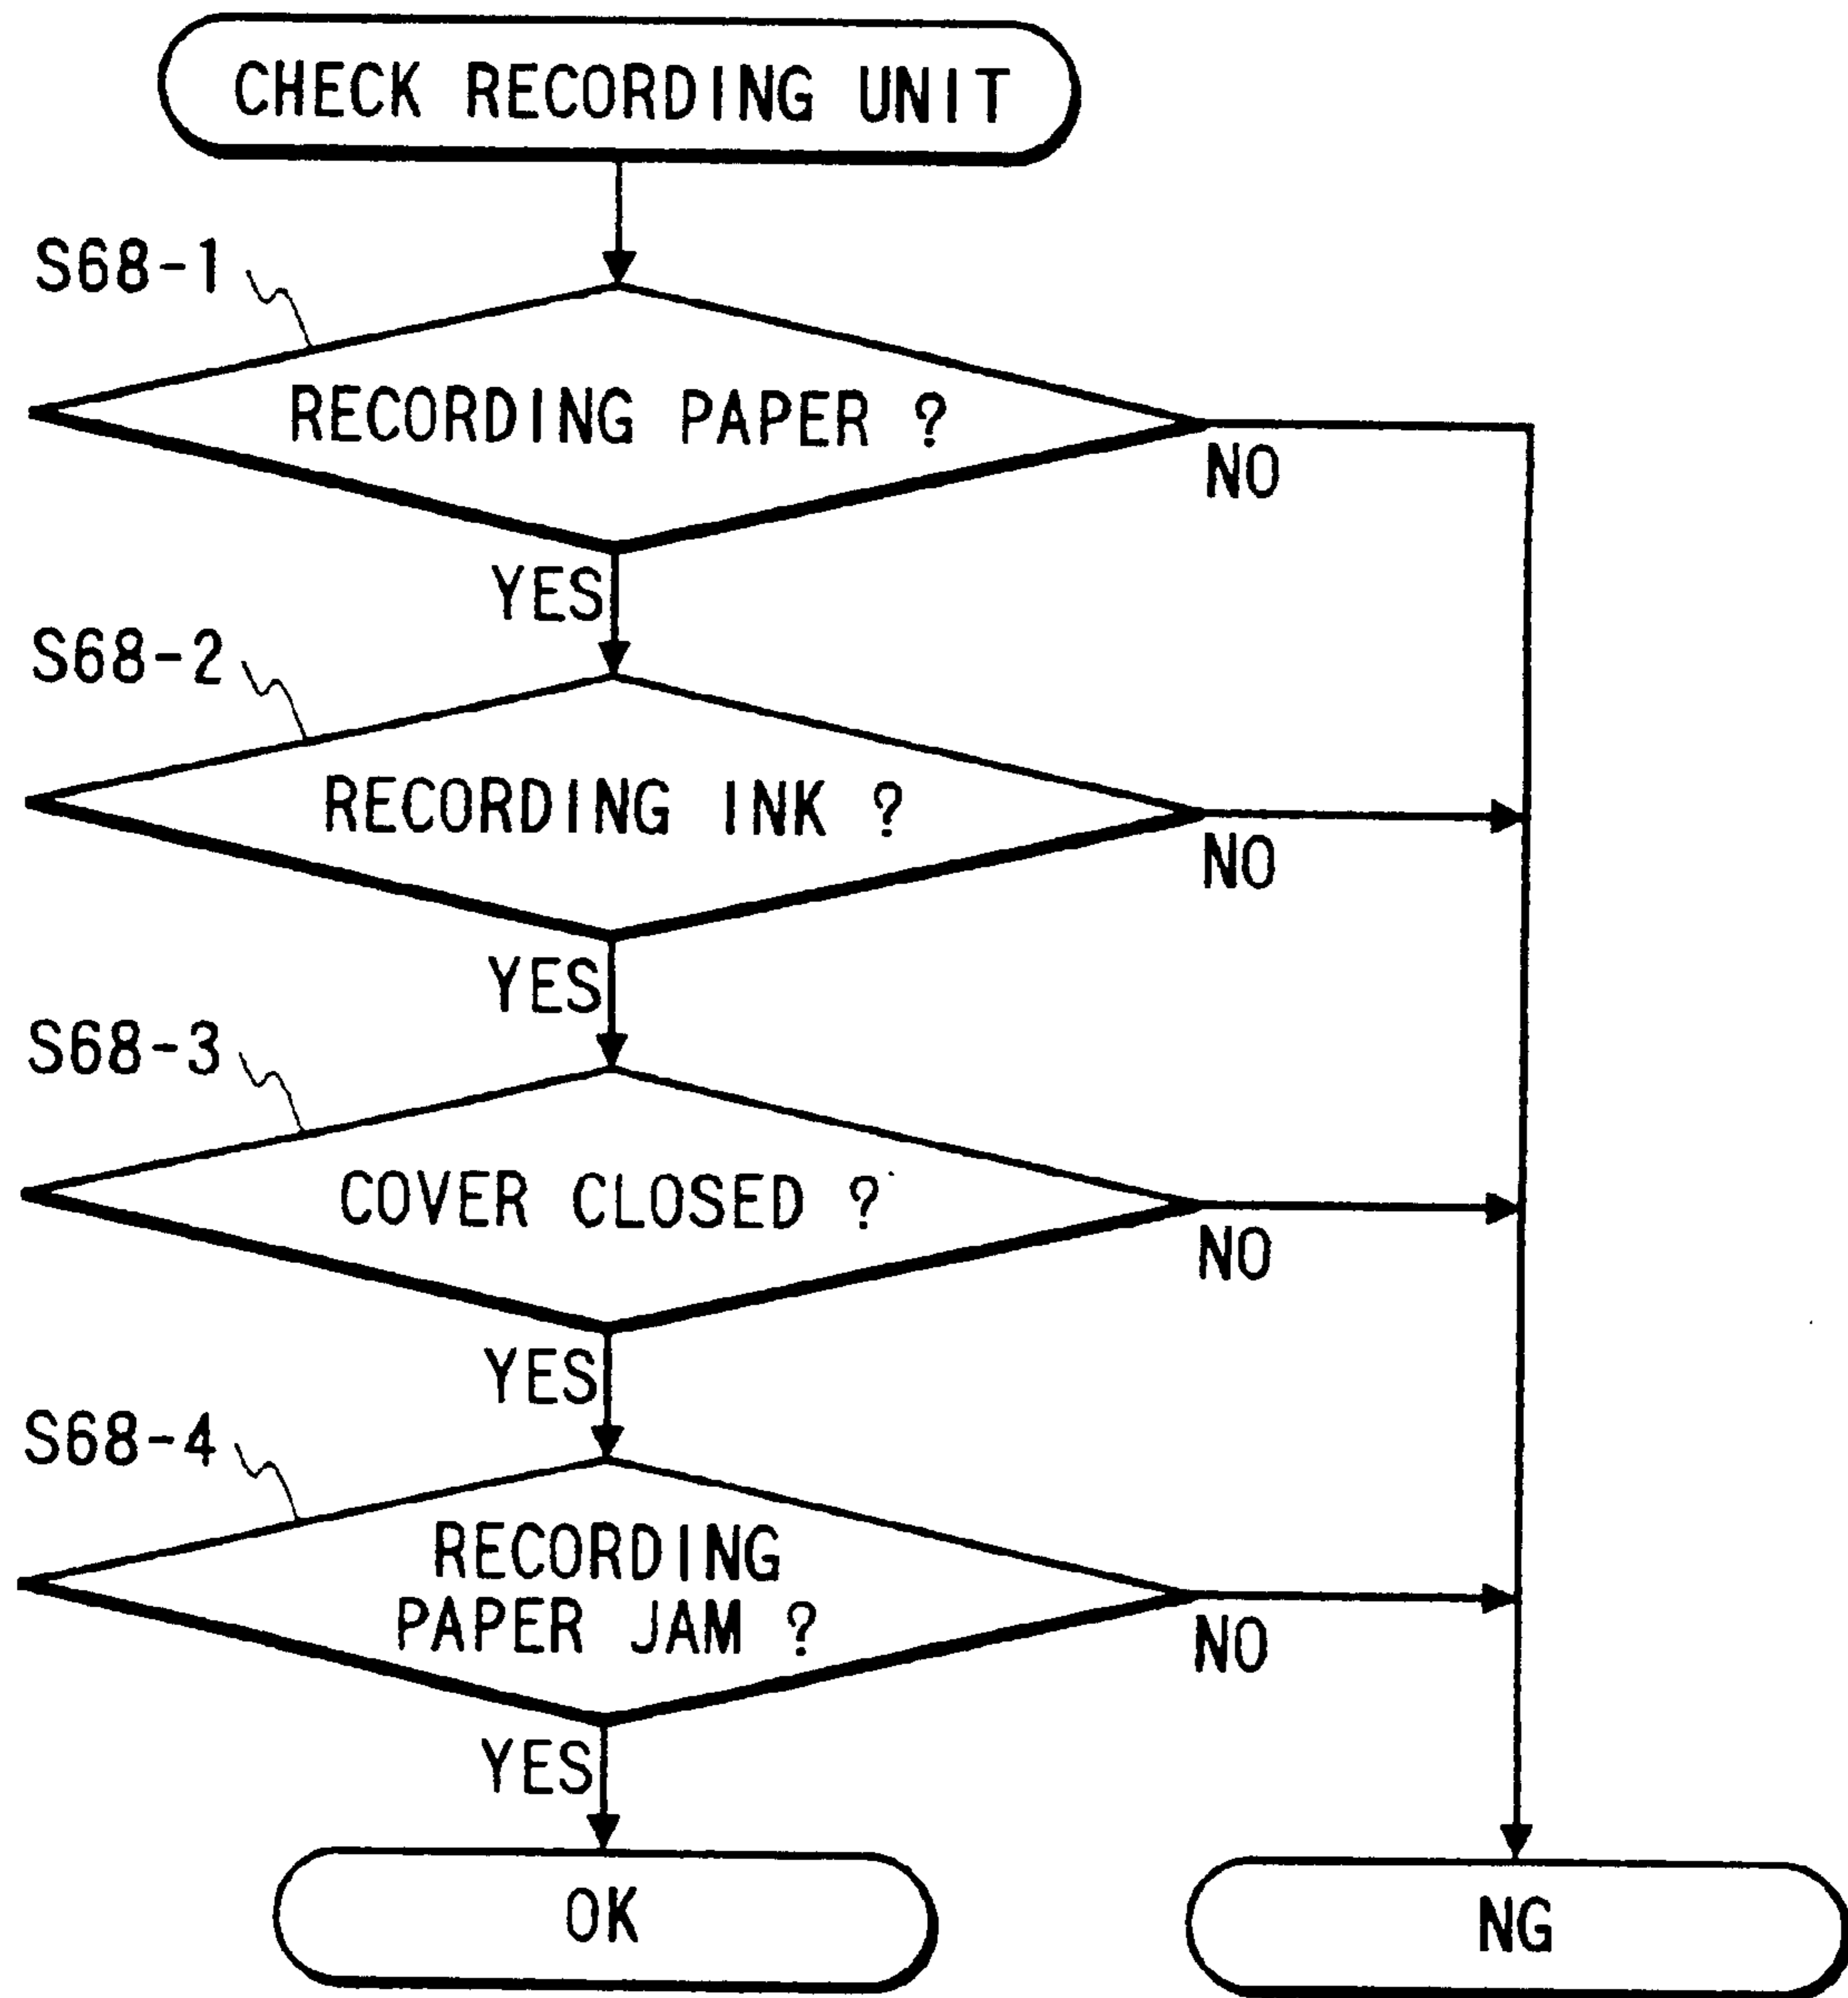 CHECK RECORDING UNIT
S68-1
RECORDING PAPER ?
NO
YES
S68-2
RECORDING INK ?
NO
YES
S68-3
COVER CLOSED ?
NO
YES
S68-4
RECORDING
PAPER JAM ?
NO
YES
OK
NG